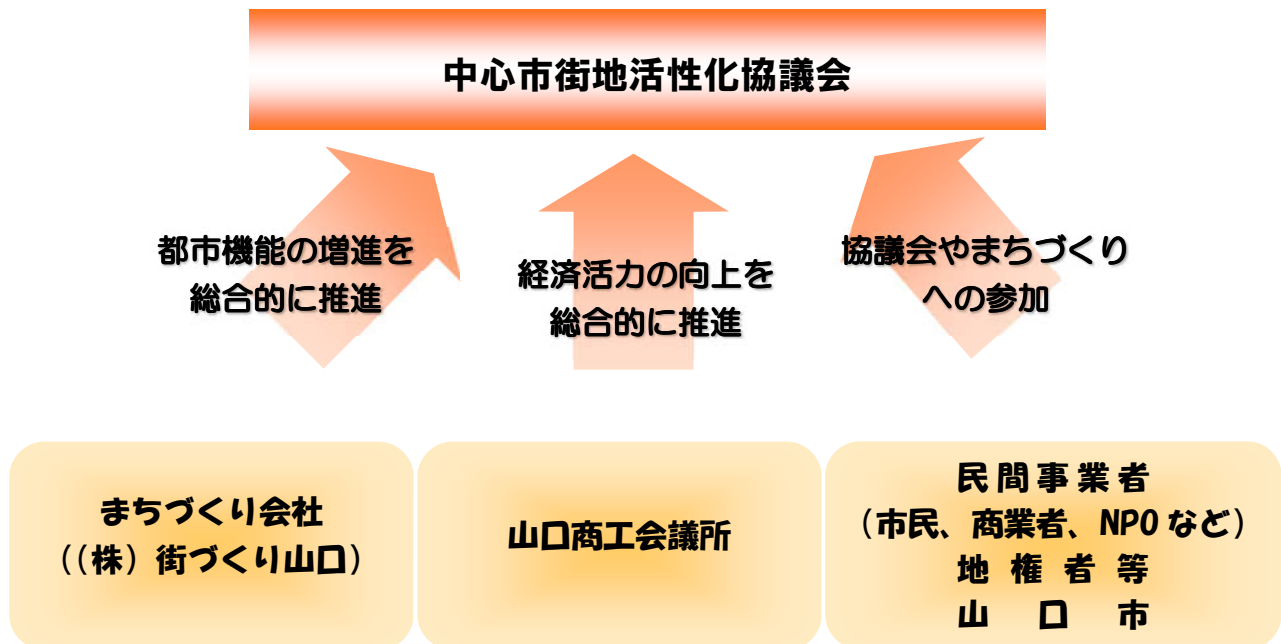 中心市街地活性化協議会
都市機能の増進を
総合的に推進
経済活力の向上を
総合的に推進
協議会やまちづくり
への参加
まちづくり会社
((株)街づくり山口)
山口商工会議所
民間事業者
(市民、商業者、NPOなど)
地権者等
山口市